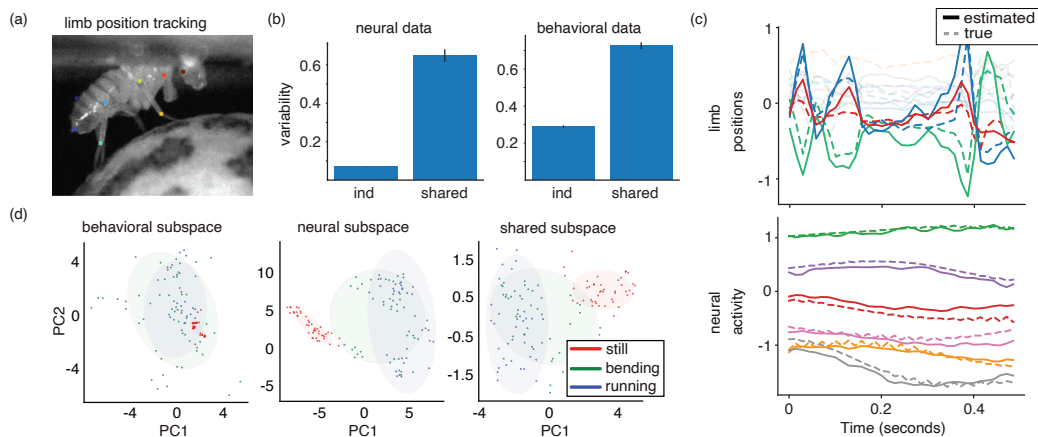 (a)
limb position tracking
(b)
neural data
behavioral data
variability
0.6
0.4
0.2
ind
shared
0.6
0.4
0.2
ind
shared
(c)
estimated
true
limb
positions
1
0
-1
neural
activity
1
0
-1
0
0.2
0.4
Time (seconds)
(d)
behavioral subspace
neural subspace
shared subspace
PC2
4
0
-4
-4
0
4
PC1
10
5
0
-5
-5
0
5
PC1
1.5
0.5
-0.5
-1.5
-4
-2
0
2
4
PC1
still
bending
running